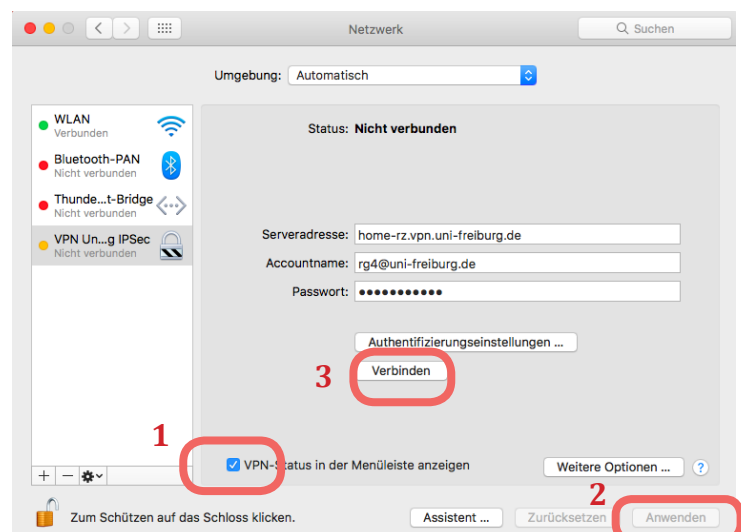 Netzwerk
Suchen
Umgebung: Automatisch
WLAN
Verbunden
Bluetooth-PAN
Nicht verbunden
Thunde...t-Bridge
Nicht verbunden
VPN Un...g IPSec
Nicht verbunden
Status: Nicht verbunden
Serveradresse: home-rz.vpn.uni-freiburg.de
Accountname: rg4@uni-freiburg.de
Passwort: ●●●●●●●●●●●
Authentifizierungseinstellungen ...
3 Verbinden
1
VPN-Status in der Menüleiste anzeigen
Weitere Optionen ... ?
2
Zum Schützen auf das Schloss klicken.
Assistent ... Zurücksetzen Anwenden